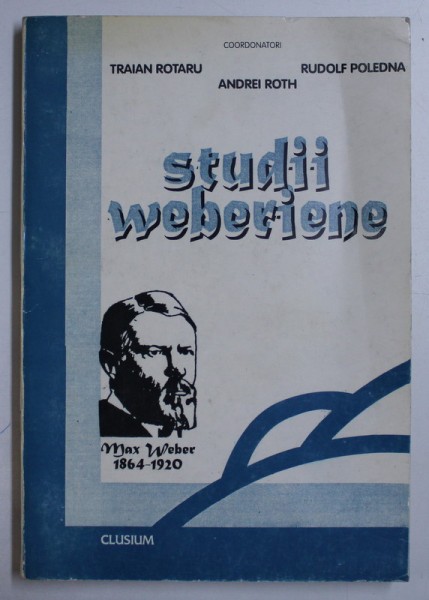 COORDONATORI
TRAIAN ROTARU RUDOLF POLEDNA
ANDREI ROTH
studii
weberiene
Max Weber
1864-1920
CLUSIUM